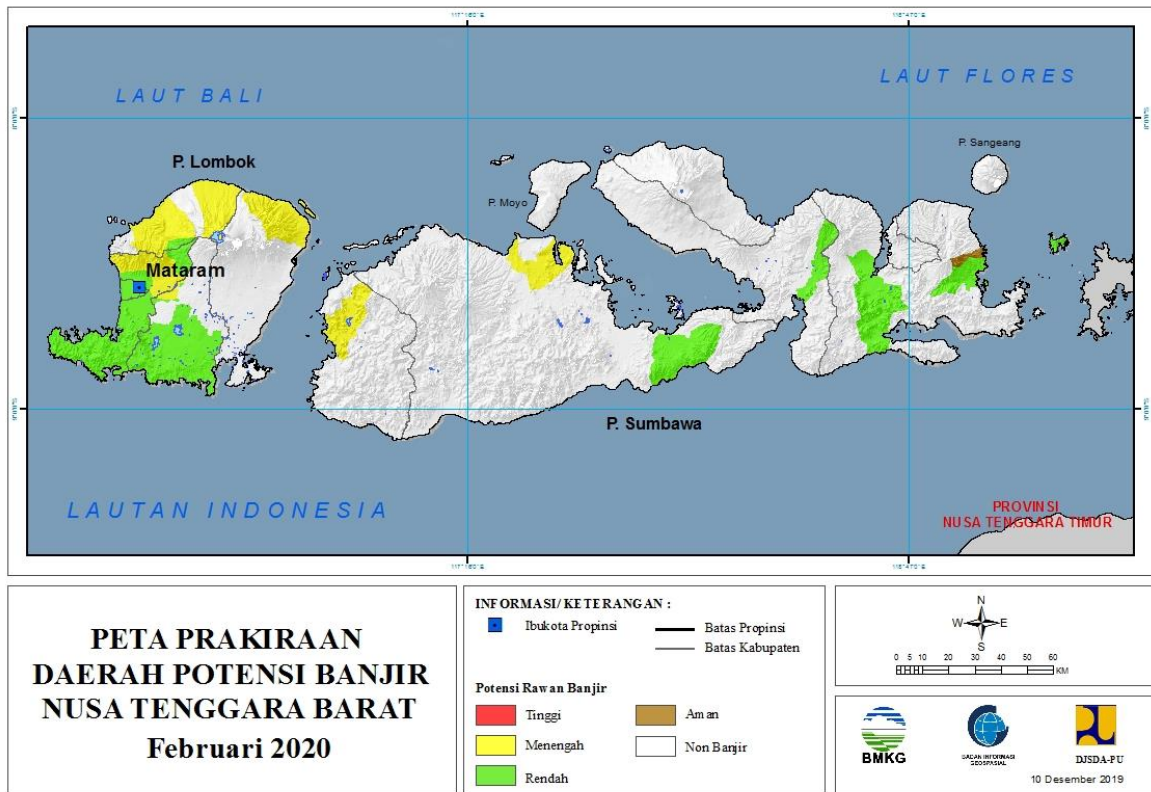 LAUT BALI
LAUT FLORES
P. Sangeang
P. Lombok
P. Moyo
Mataram
P. Sumbawa
LAUTAN INDONESIA
PROVINSI
NUSA TENGGARA TIMUR
PETA PRAKIRAAN
DAERAH POTENSI BANJIR
NUSA TENGGARA BARAT
Februari 2020
INFORMASI/ KETERANGAN :
Ibukota Propinsi
Batas Propinsi
Batas Kabupaten
Potensi Rawan Banjir
Tinggi
Aman
Menengah
Non Banjir
Rendah
N
W E
S
0 5 10 20 30 40 50 60
KM
BMKG
BADAN INFORMASI
GEOSPASIAL
DJSDA-PU
10 Desember 2019